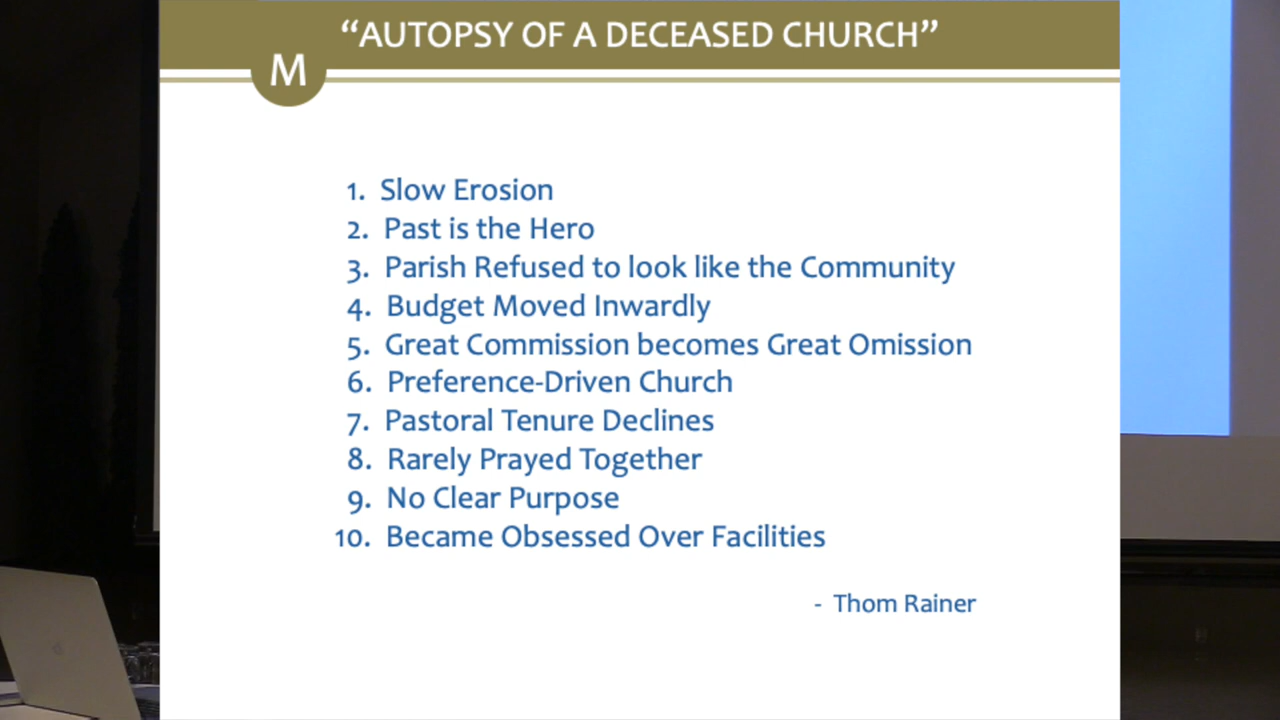 “AUTOPSY OF A DECEASED CHURCH”
M
1. Slow Erosion
2. Past is the Hero
3. Parish Refused to look like the Community
4. Budget Moved Inwardly
5. Great Commission becomes Great Omission
6. Preference-Driven Church
7. Pastoral Tenure Declines
8. Rarely Prayed Together
9. No Clear Purpose
10. Became Obsessed Over Facilities
- Thom Rainer